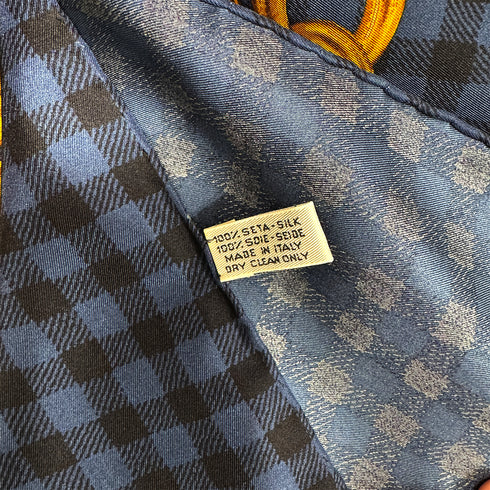 100% SETA-SILK
100% SOIE-SEIDE
MADE IN ITALY
DRY CLEAN ONLY